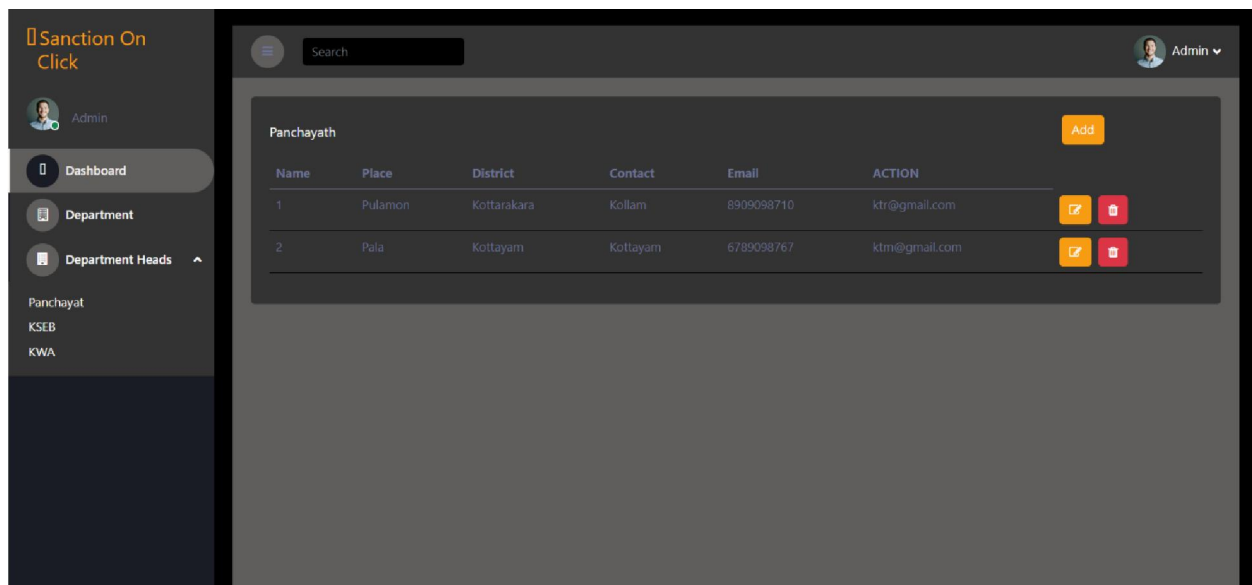 Sanction On
Click
Admin
Dashboard
Department
Department Heads
Panchayat
KSEB
KWA
Search
Admin
Panchayath
Add
Name Place District Contact Email ACTION
1 Pulamon Kottarakara Kollam 8909098710 ktr@gmail.com
2 Pala Kottayam Kottayam 6789098767 ktm@gmail.com